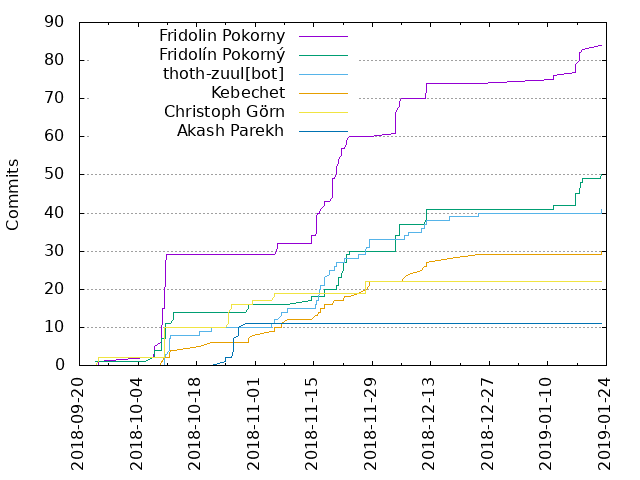 90
80
70
60
50
40
30
20
10
0
Commits
Fridolin Pokorny
Fridolín Pokorný
thoth-zuul[bot]
Kebechet
Christoph Görn
Akash Parekh
2018-09-20
2018-10-04
2018-10-18
2018-11-01
2018-11-15
2018-11-29
2018-12-13
2018-12-27
2019-01-10
2019-01-24